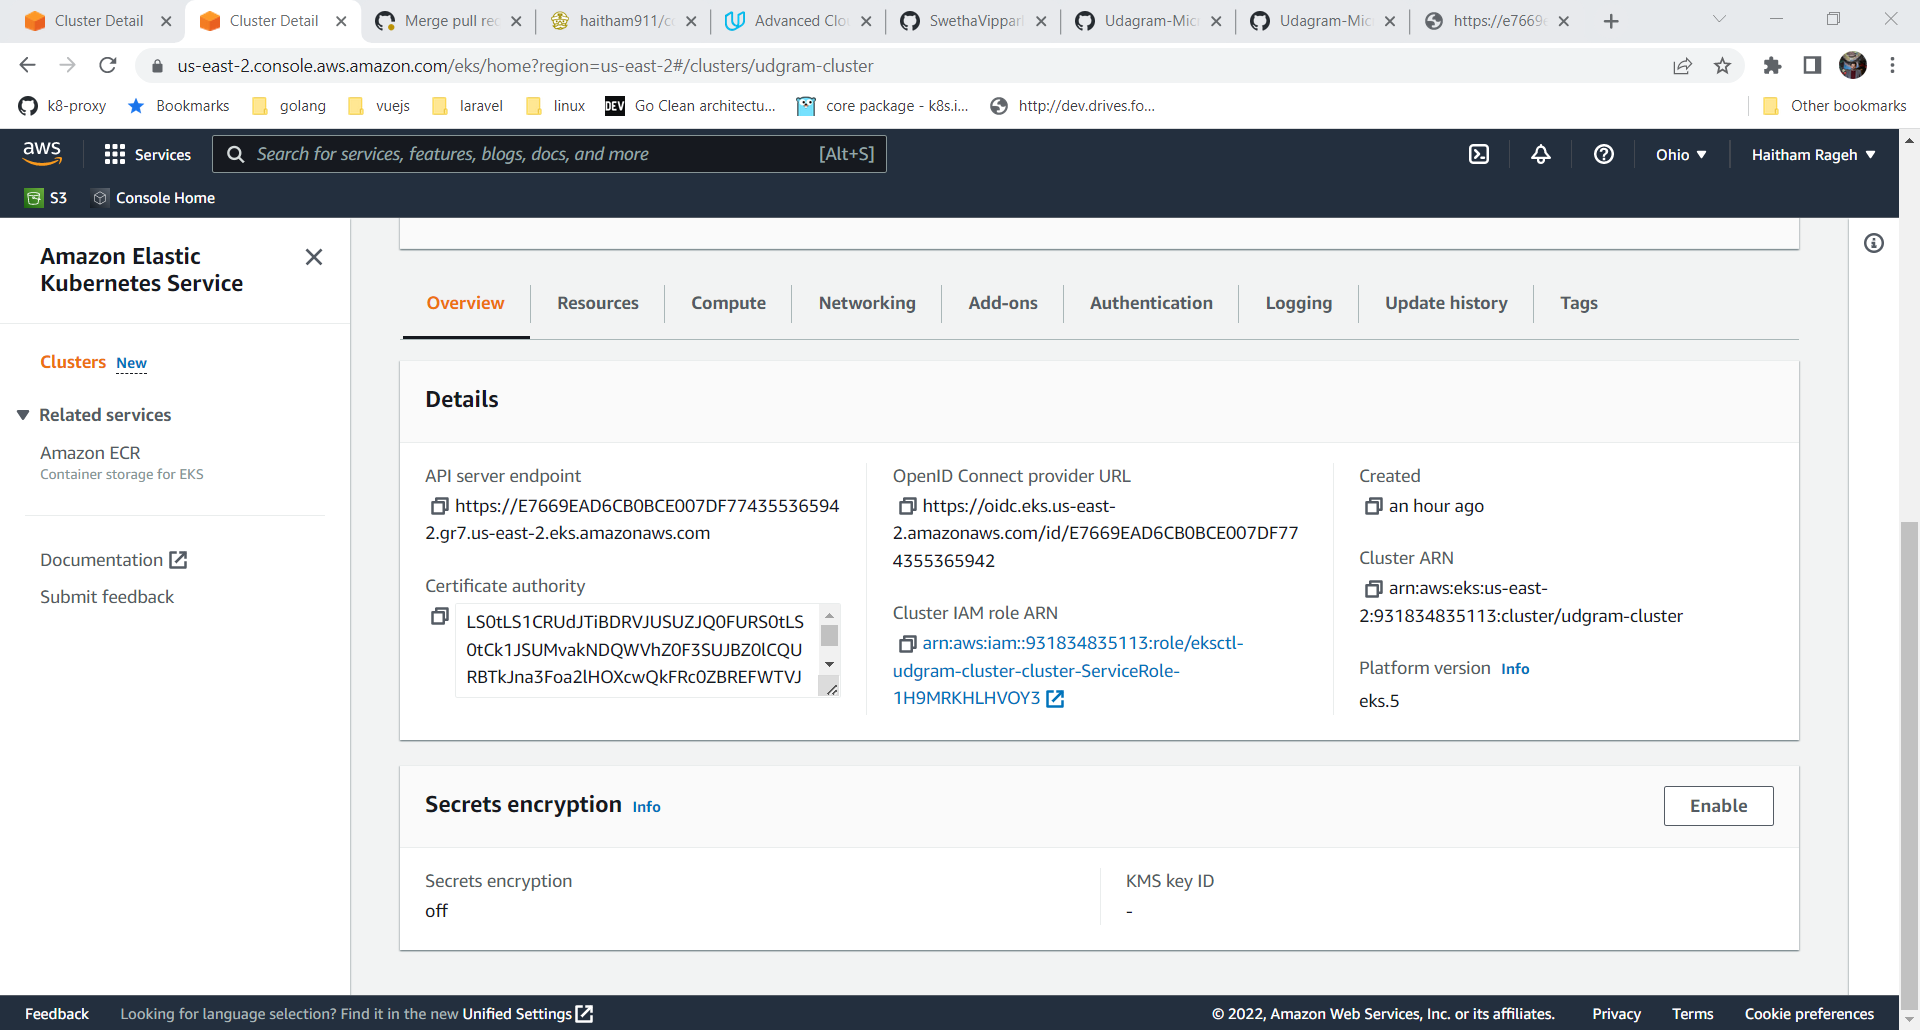 Cluster Detail
Cluster Detail
Merge pull rec
haitham911/c
Advanced Clo
SwethaVippar
Udagram-Mic
Udagram-Mic
https://e7669
us-east-2.console.aws.amazon.com/eks/home?region=us-east-2#/clusters/udgram-cluster
k8-proxy
Bookmarks
golang
vuejs
laravel
linux
DEV Go Clean architectu...
core package - k8s.i...
http://dev.drives.fo...
Other bookmarks
aws
Services
Search for services, features, blogs, docs, and more [Alt+S]
Ohio
Haitham Rageh
S3
Console Home
Amazon Elastic
Kubernetes Service
Clusters New
Related services
Amazon ECR
Container storage for EKS
Documentation
Submit feedback
Overview
Resources
Compute
Networking
Add-ons
Authentication
Logging
Update history
Tags
Details
API server endpoint
https://E7669EAD6CB0BCE007DF77435536594
2.gr7.us-east-2.eks.amazonaws.com
Certificate authority
LS0tLS1CRUdJTiBDRVJUSUZJQ0FURS0tLS
0tCk1JSUMvakNDQWVhZ0F3SUJBZ0lCQU
RBTkJna3Foa2lHOXcwQkFRc0ZBREFWTVJ
OpenID Connect provider URL
https://oidc.eks.us-east-
2.amazonaws.com/id/E7669EAD6CB0BCE007DF77
4355365942
Cluster IAM role ARN
arn:aws:iam::931834835113:role/eksctl-
udgram-cluster-cluster-ServiceRole-
1H9MRKHLHVOY3
Created
an hour ago
Cluster ARN
arn:aws:eks:us-east-
2:931834835113:cluster/udgram-cluster
Platform version Info
eks.5
Secrets encryption Info
Enable
Secrets encryption
off
KMS key ID
-
Feedback
Looking for language selection? Find it in the new Unified Settings
© 2022, Amazon Web Services, Inc. or its affiliates.
Privacy
Terms
Cookie preferences